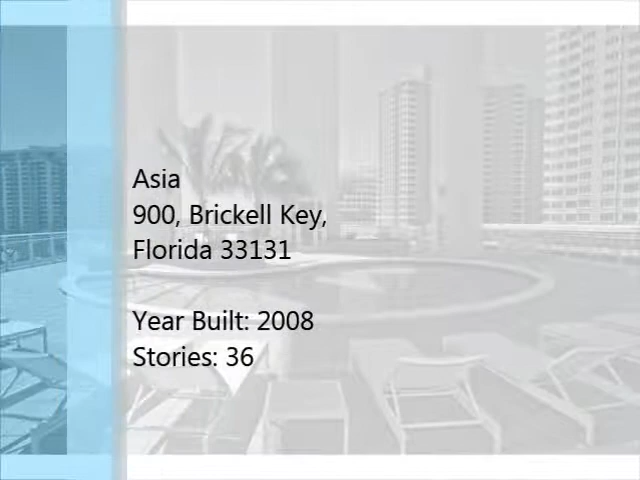 Asia
900, Brickell Key,
Florida 33131
Year Built: 2008
Stories: 36